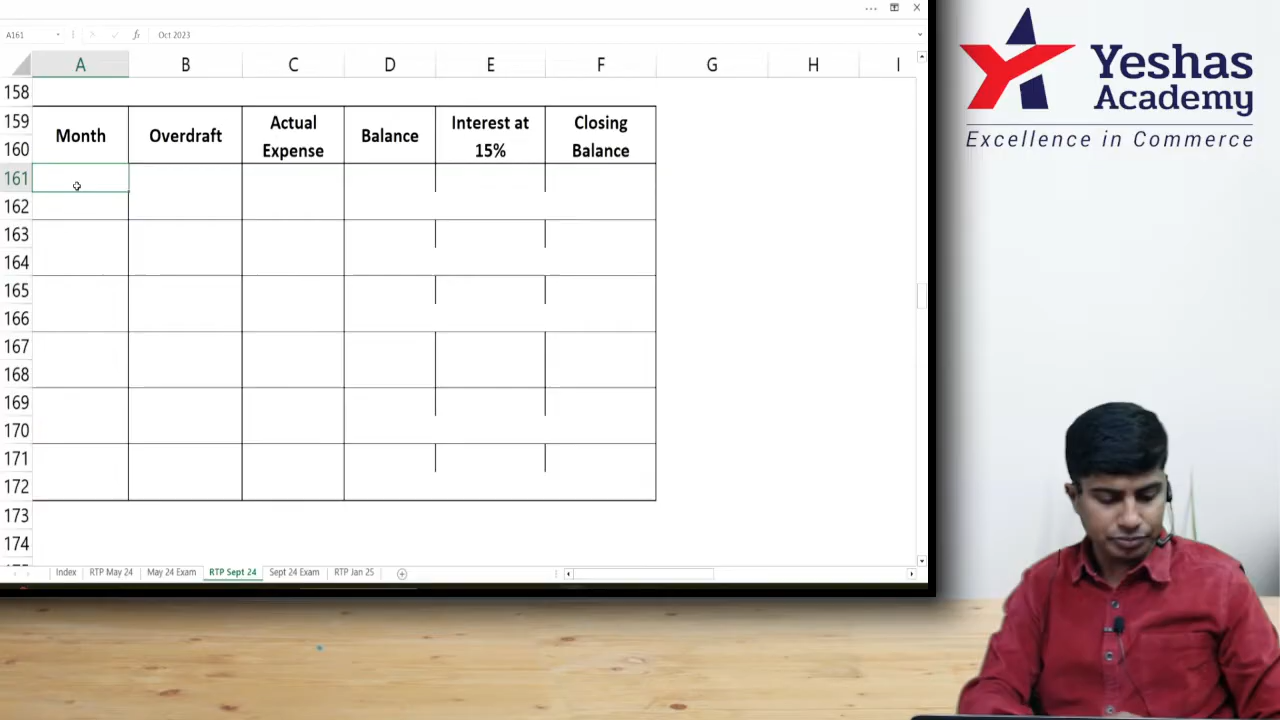 A161
fx
Oct 2023
A
B
C
D
E
F
G
H
I
158
159
160
161
162
163
164
165
166
167
168
169
170
171
172
173
174
Month
Overdraft
Actual
Expense
Balance
Interest at
15%
Closing
Balance
Index
RTP May 24
May 24 Exam
RTP Sept 24
Sept 24 Exam
RTP Jan 25
Yeshas
Academy
Excellence in Commerce